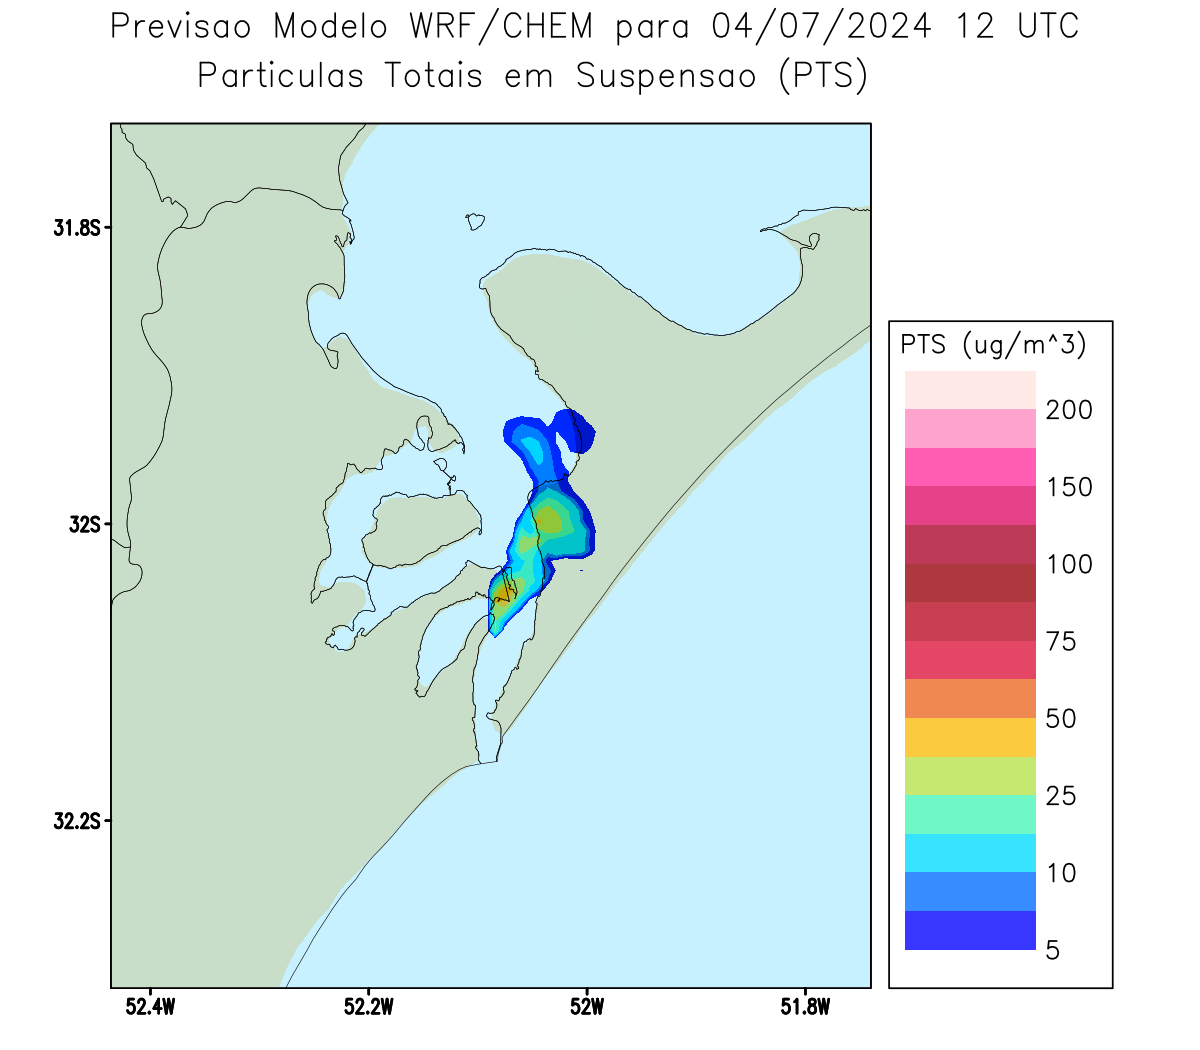 Previsao Modelo WRF/CHEM para 04/07/2024 12 UTC
Particulas Totais em Suspensao (PTS)
31.8S
32S
32.2S
52.4W
52.2W
52W
51.8W
PTS (ug/m^3)
200
150
100
75
50
25
10
5